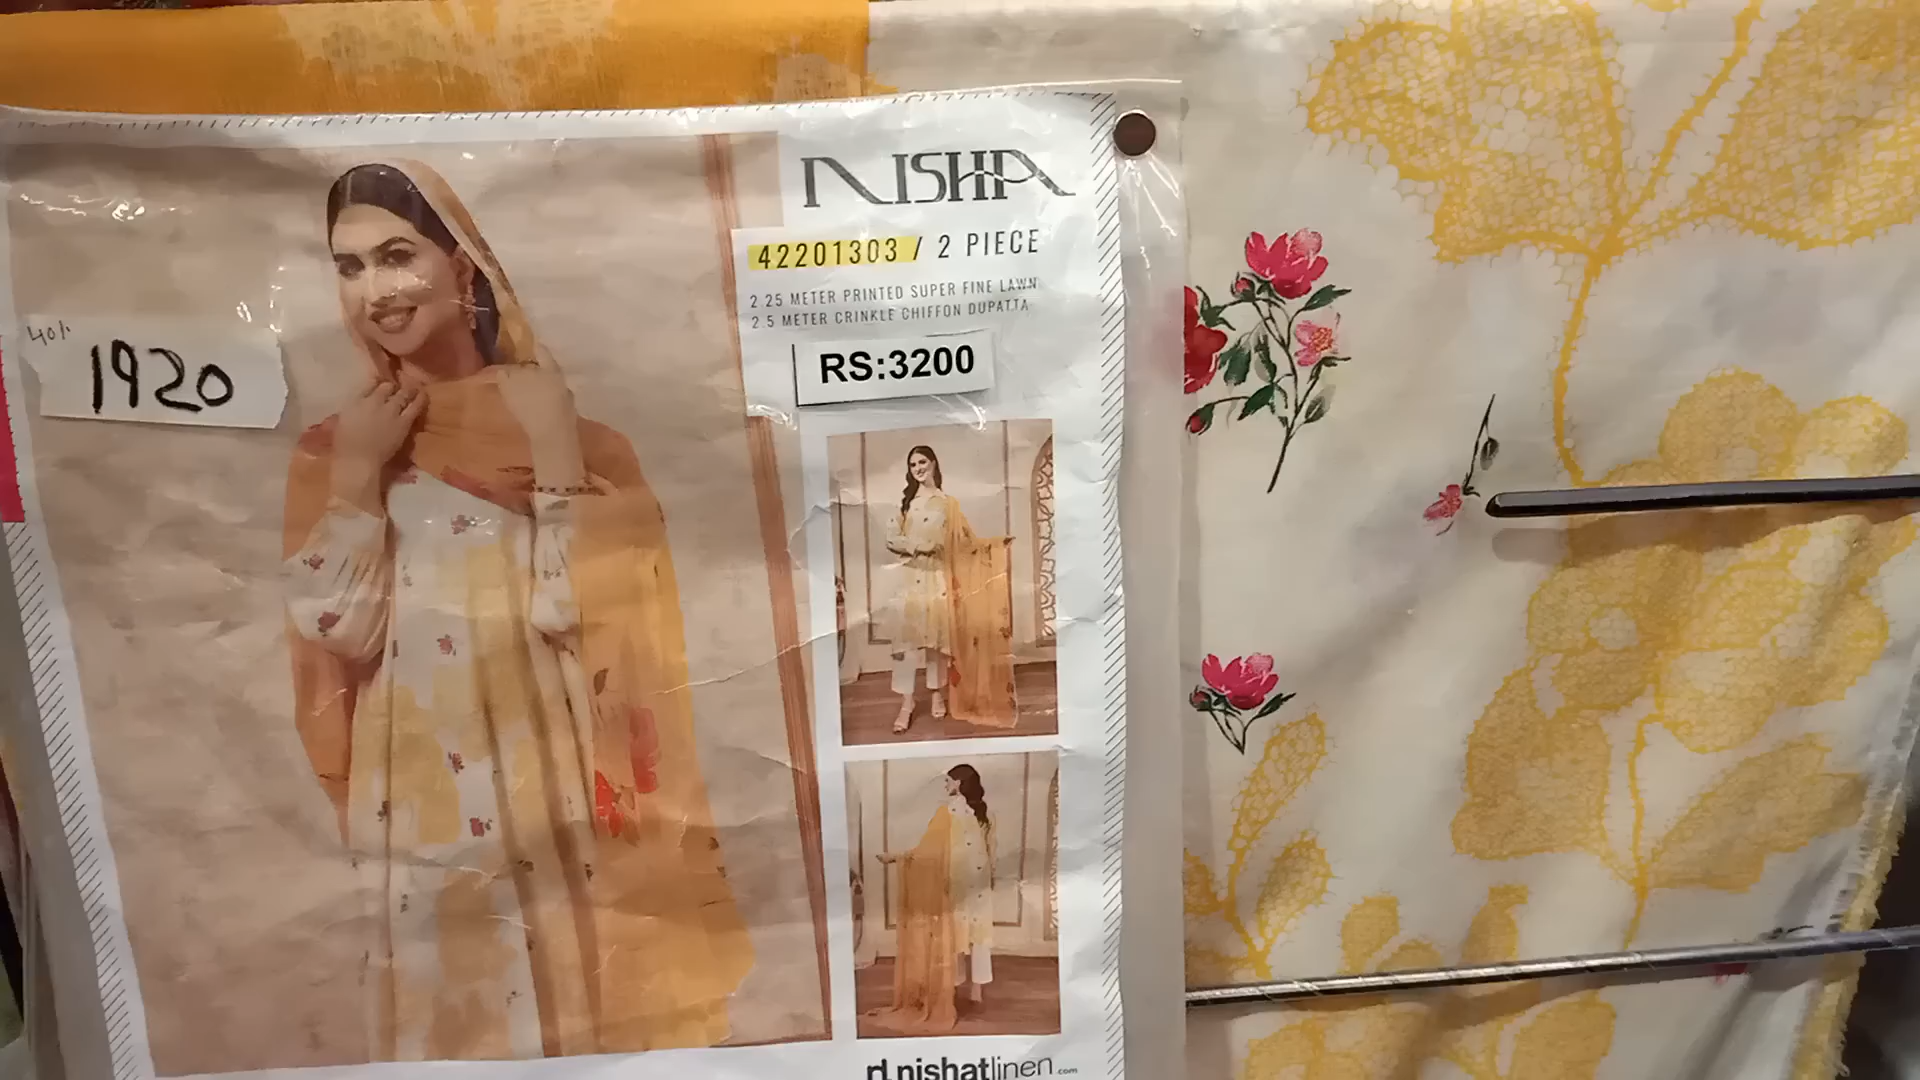 NISHA
42201303 / 2 PIECE
2.25 METER PRINTED SUPER FINE LAWN
2.5 METER CRINKLE CHIFFON DUPATTA
RS:3200
40%
1920
nishatlinen.com